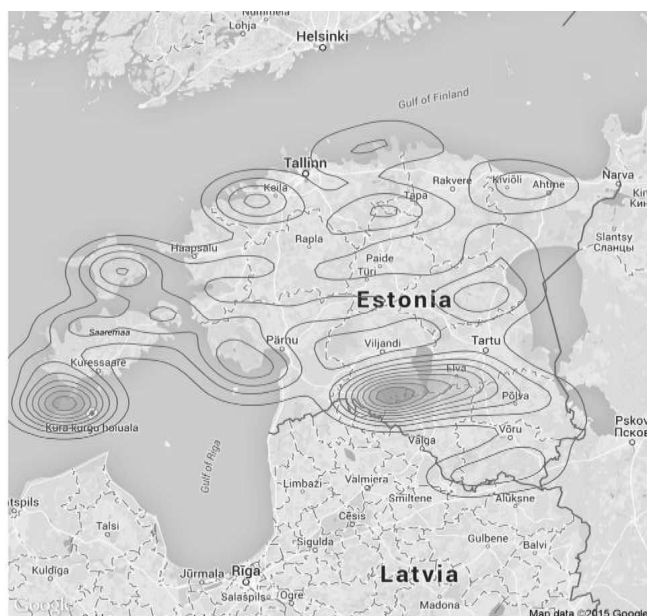 Nummela
Lohja
Helsinki
Gulf of Finland
Tallinn
Keila
Rakvere
Kiviõli
Ahtme
Narva
Tapa
Slantsy
Сланцы
Haapsalu
Rapla
Paide
Türi
Estonia
Saaremaa
Pärnu
Viljandi
Tartu
Kuressaare
Elva
Põlva
Kura kurgu hoiuala
Valga
Võru
Pskov
Псков
Gulf of Riga
Limbaži
Valmiera
Smiltene
Alūksne
Talsi
Cēsis
Gulbene
Balvi
Sigulda
Kuldīga
Jūrmala
Rīga
Latvia
Salaspils
Ogre
Madona
Google
Map data ©2015 Google